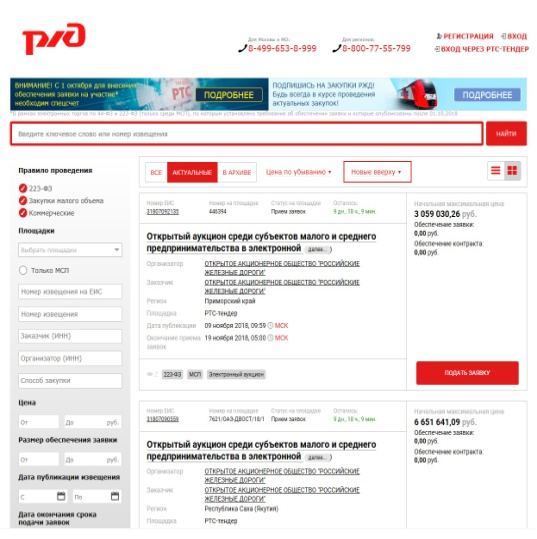 ржд
Для Москвы и МО:
8-499-653-8-999
Для регионов:
8-800-77-55-799
РЕГИСТРАЦИЯ ВХОД
ВХОД ЧЕРЕЗ РТС-ТЕНДЕР
ВНИМАНИЕ! С 1 октября для внесения
обеспечения заявки на участие*
необходим спецсчет
РТС
ПОДРОБНЕЕ
ПОДПИШИСЬ НА ЗАКУПКИ РЖД!
Будь всегда в курсе проведения
актуальных закупок!
ПОДРОБНЕЕ
*В рамках электронных торгов по 44-ФЗ и 223-ФЗ (только среди МСП), по которым установлено требование об обеспечении заявки и которые опубликованы после 01.10.2018
Введите ключевое слово или номер извещения
НАЙТИ
Правило проведения
223-ФЗ
Закупки малого объема
Коммерческие
Площадки
Выбрать площадки
Только МСП
Номер извещения на ЕИС
Номер извещения
Заказчик (ИНН)
Организатор (ИНН)
Способ закупки
Цена
От До руб.
Размер обеспечения заявки
От До руб.
Дата публикации извещения
С По
Дата окончания срока
подачи заявок
ВСЕ АКТУАЛЬНЫЕ В АРХИВЕ Цена по убыванию Новые вверху
Номер ЕИС Номер на площадке Статус на площадке Осталось:
31807092135 446394 Прием заявок 9 дн., 18 ч., 9 мин.
Открытый аукцион среди субъектов малого и среднего
предпринимательства в электронной (далее...)
Организатор ОТКРЫТОЕ АКЦИОНЕРНОЕ ОБЩЕСТВО "РОССИЙСКИЕ
ЖЕЛЕЗНЫЕ ДОРОГИ"
Заказчик ОТКРЫТОЕ АКЦИОНЕРНОЕ ОБЩЕСТВО "РОССИЙСКИЕ
ЖЕЛЕЗНЫЕ ДОРОГИ"
Регион Приморский край
Площадка РТС-тендер
Дата публикации 09 ноября 2018, 09:59 МСК
Окончание приема 19 ноября 2018, 05:00 МСК
заявок
2 223-ФЗ МСП Электронный аукцион
Начальная максимальная цена
3 059 030,26 руб.
Обеспечение заявки:
0,00 руб.
Обеспечение контракта:
0,00 руб.
ПОДАТЬ ЗАЯВКУ
Номер ЕИС Номер на площадке Статус на площадке Осталось:
31807090559 7621/ОАЭ-ДВОСТ/18/1 Прием заявок 9 дн., 18 ч., 9 мин.
Открытый аукцион среди субъектов малого и среднего
предпринимательства в электронной (далее...)
Организатор ОТКРЫТОЕ АКЦИОНЕРНОЕ ОБЩЕСТВО "РОССИЙСКИЕ
ЖЕЛЕЗНЫЕ ДОРОГИ"
Заказчик ОТКРЫТОЕ АКЦИОНЕРНОЕ ОБЩЕСТВО "РОССИЙСКИЕ
ЖЕЛЕЗНЫЕ ДОРОГИ"
Регион Республика Саха (Якутия)
Площадка РТС-тендер
Начальная максимальная цена
6 651 641,09 руб.
Обеспечение заявки:
0,00 руб.
Обеспечение контракта:
0,00 руб.